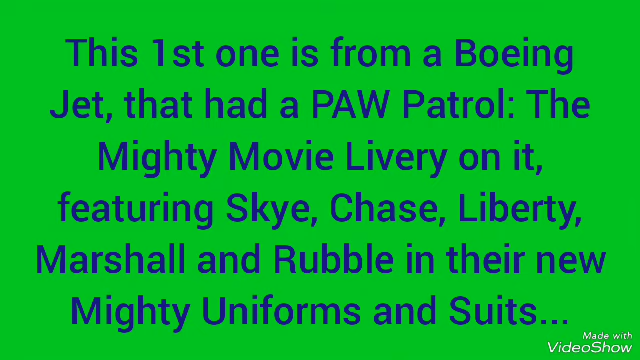 This 1st one is from a Boeing
Jet, that had a PAW Patrol: The
Mighty Movie Livery on it,
featuring Skye, Chase, Liberty,
Marshall and Rubble in their new
Mighty Uniforms and Suits...
Made with
VideoShow